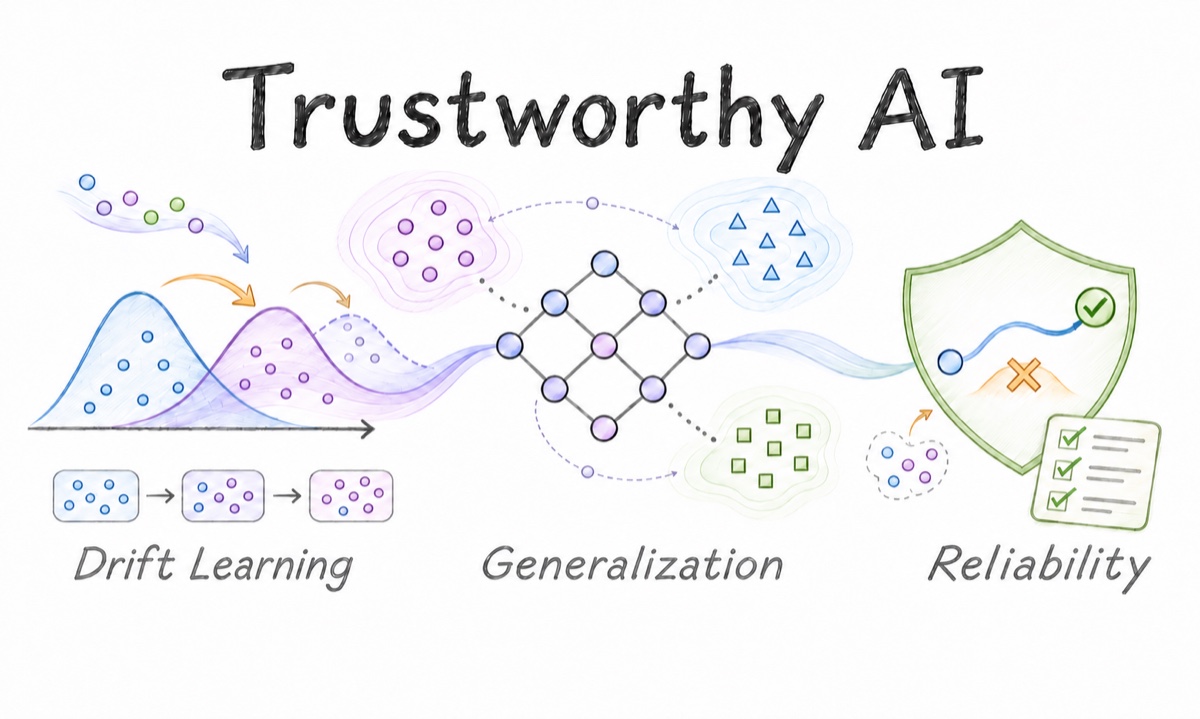 Trustworthy AI
Drift Learning
Generalization
Reliability